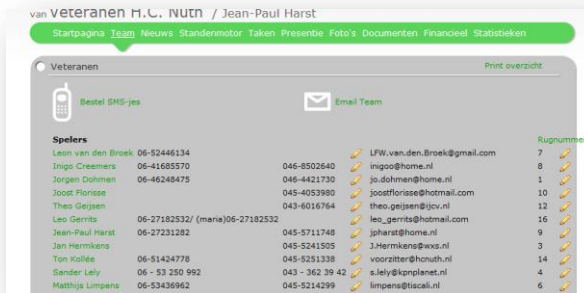 van Veteranen H.C. Nuth / Jean-Paul Harst
Startpagina Team Nieuws Standenmotor Taken Presentie Foto's Documenten Financieel Statistieken
Veteranen Print overzicht
Bestel SMS-jes Email Team
Spelers Rugnummer
Leon van den Broek 06-52446134 LFW.van.den.Broek@gmail.com 7
Inigo Creemers 06-41685570 046-8502640 inigoo@home.nl 8
Jorgen Dohmen 06-46248475 046-4421730 jo.dohmen@home.nl 1
Joost Florisse 045-4053980 joostflorisse@hotmail.com 10
Theo Geijsen 043-6016764 theo.geijsen@ijcv.nl 12
Leo Gerrits 06-27182532/ (maria)06-27182532 leo_gerrits@hotmail.com 16
Jean-Paul Harst 06-27231282 045-5711748 jpharst@home.nl 9
Jan Hermkens 045-5241505 J.Hermkens@wxs.nl 3
Ton Kollée 06-51424778 045-5251338 voorzitter@hcnuth.nl 14
Sander Lely 06 - 53 250 992 043 - 362 39 42 s.lely@kpnplanet.nl 4
Matthijs Limpens 06-53436962 045-5214299 limpens@tiscali.nl 6